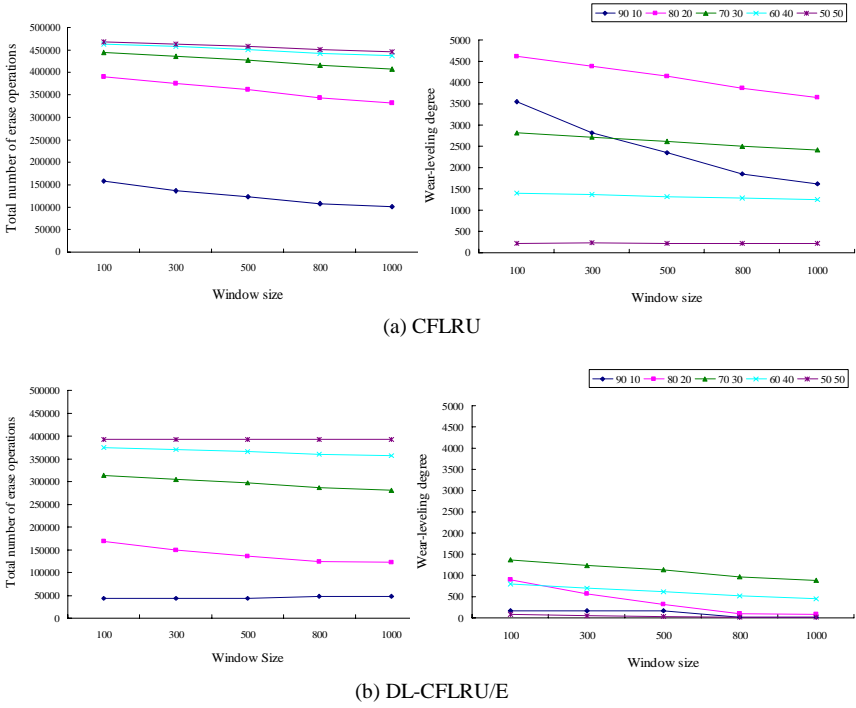 90 10 80 20 70 30 60 40 50 50
500000
450000
400000
350000
300000
250000
200000
150000
100000
50000
0
Total number of erase operations
100 300 500 800 1000
Window size
5000
4500
4000
3500
3000
2500
2000
1500
1000
500
0
Wear-leveling degree
100 300 500 800 1000
Window size
(a) CFLRU
90 10 80 20 70 30 60 40 50 50
500000
450000
400000
350000
300000
250000
200000
150000
100000
50000
0
Total number of erase operations
100 300 500 800 1000
Window Size
5000
4500
4000
3500
3000
2500
2000
1500
1000
500
0
Wear-leveling degree
100 300 500 800 1000
Window size
(b) DL-CFLRU/E